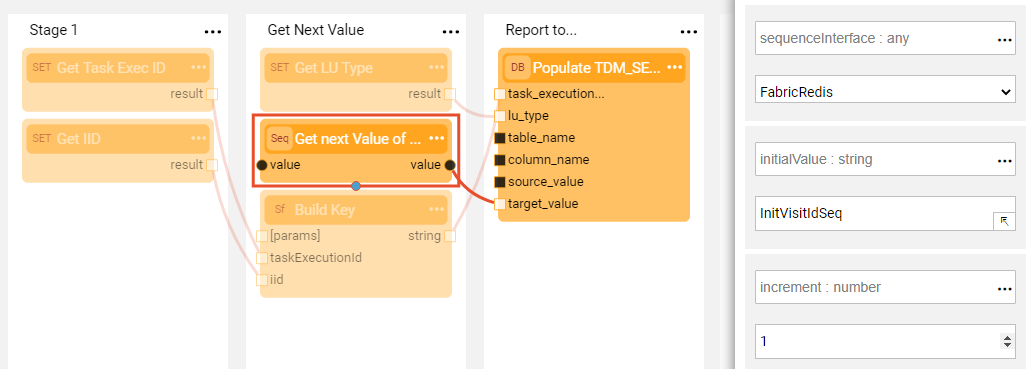 Stage 1
SET Get Task Exec ID
result
SET Get IID
result
Get Next Value
SET Get LU Type
result
Seq Get next Value of ...
value value
Sf Build Key
[params] string
taskExecutionId
iid
Report to...
DB Populate TDM_SE...
task_execution...
lu_type
table_name
column_name
source_value
target_value
sequenceInterface : any
FabricRedis
initialValue : string
InitVisitIdSeq
increment : number
1